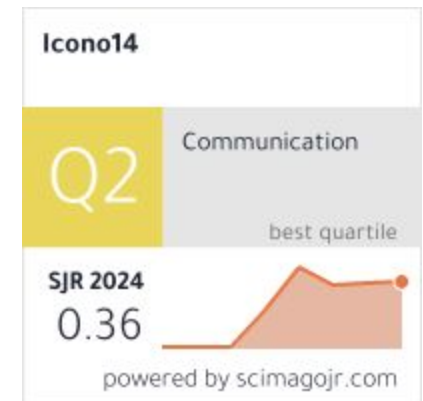 Icono14
Q2
Communication
best quartile
SJR 2024
0.36
powered by scimagojr.com